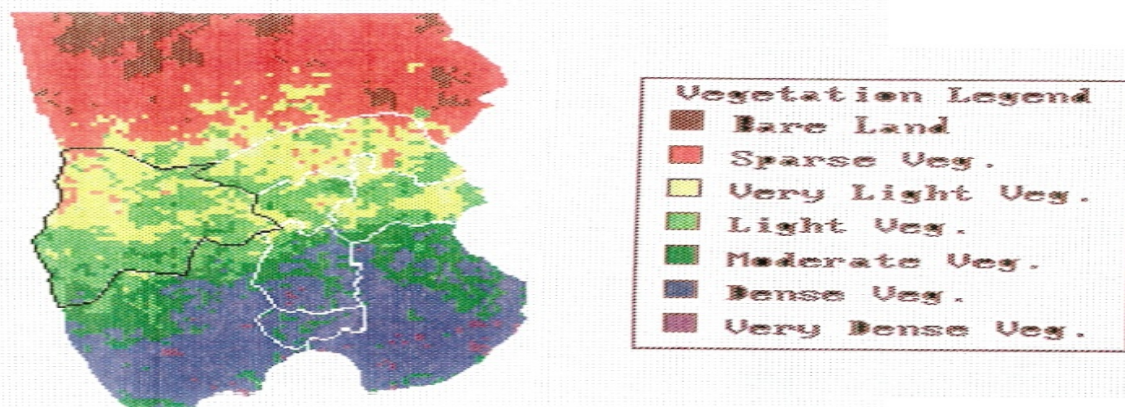 Vegetation Legend
Bare Land
Sparse Veg.
Very Light Veg.
Light Veg.
Moderate Veg.
Dense Veg.
Very Dense Veg.